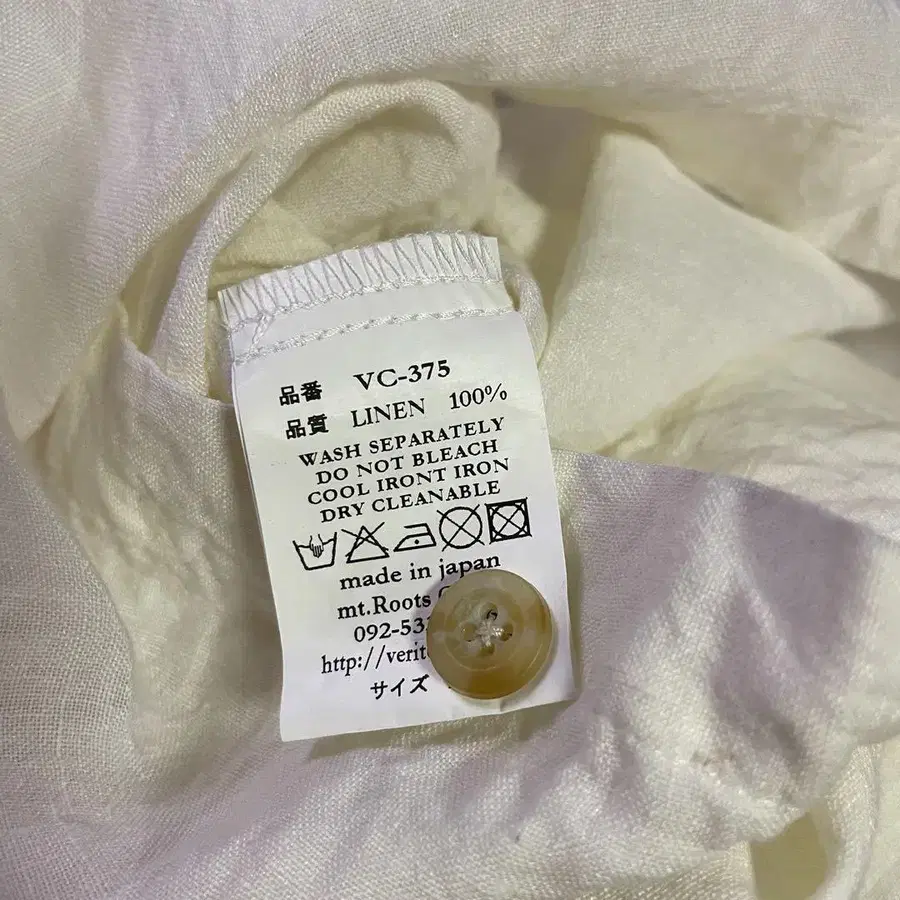 品番 VC-375
品質 LINEN 100%
WASH SEPARATELY
DO NOT BLEACH
COOL IRONT IRON
DRY CLEANABLE
made in japan
mt.Roots
092-53
http://verit
サイズ